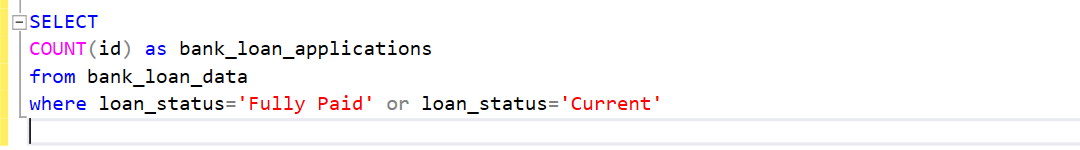 SELECT
COUNT(id) as bank_loan_applications
from bank_loan_data
where loan_status='Fully Paid' or loan_status='Current'